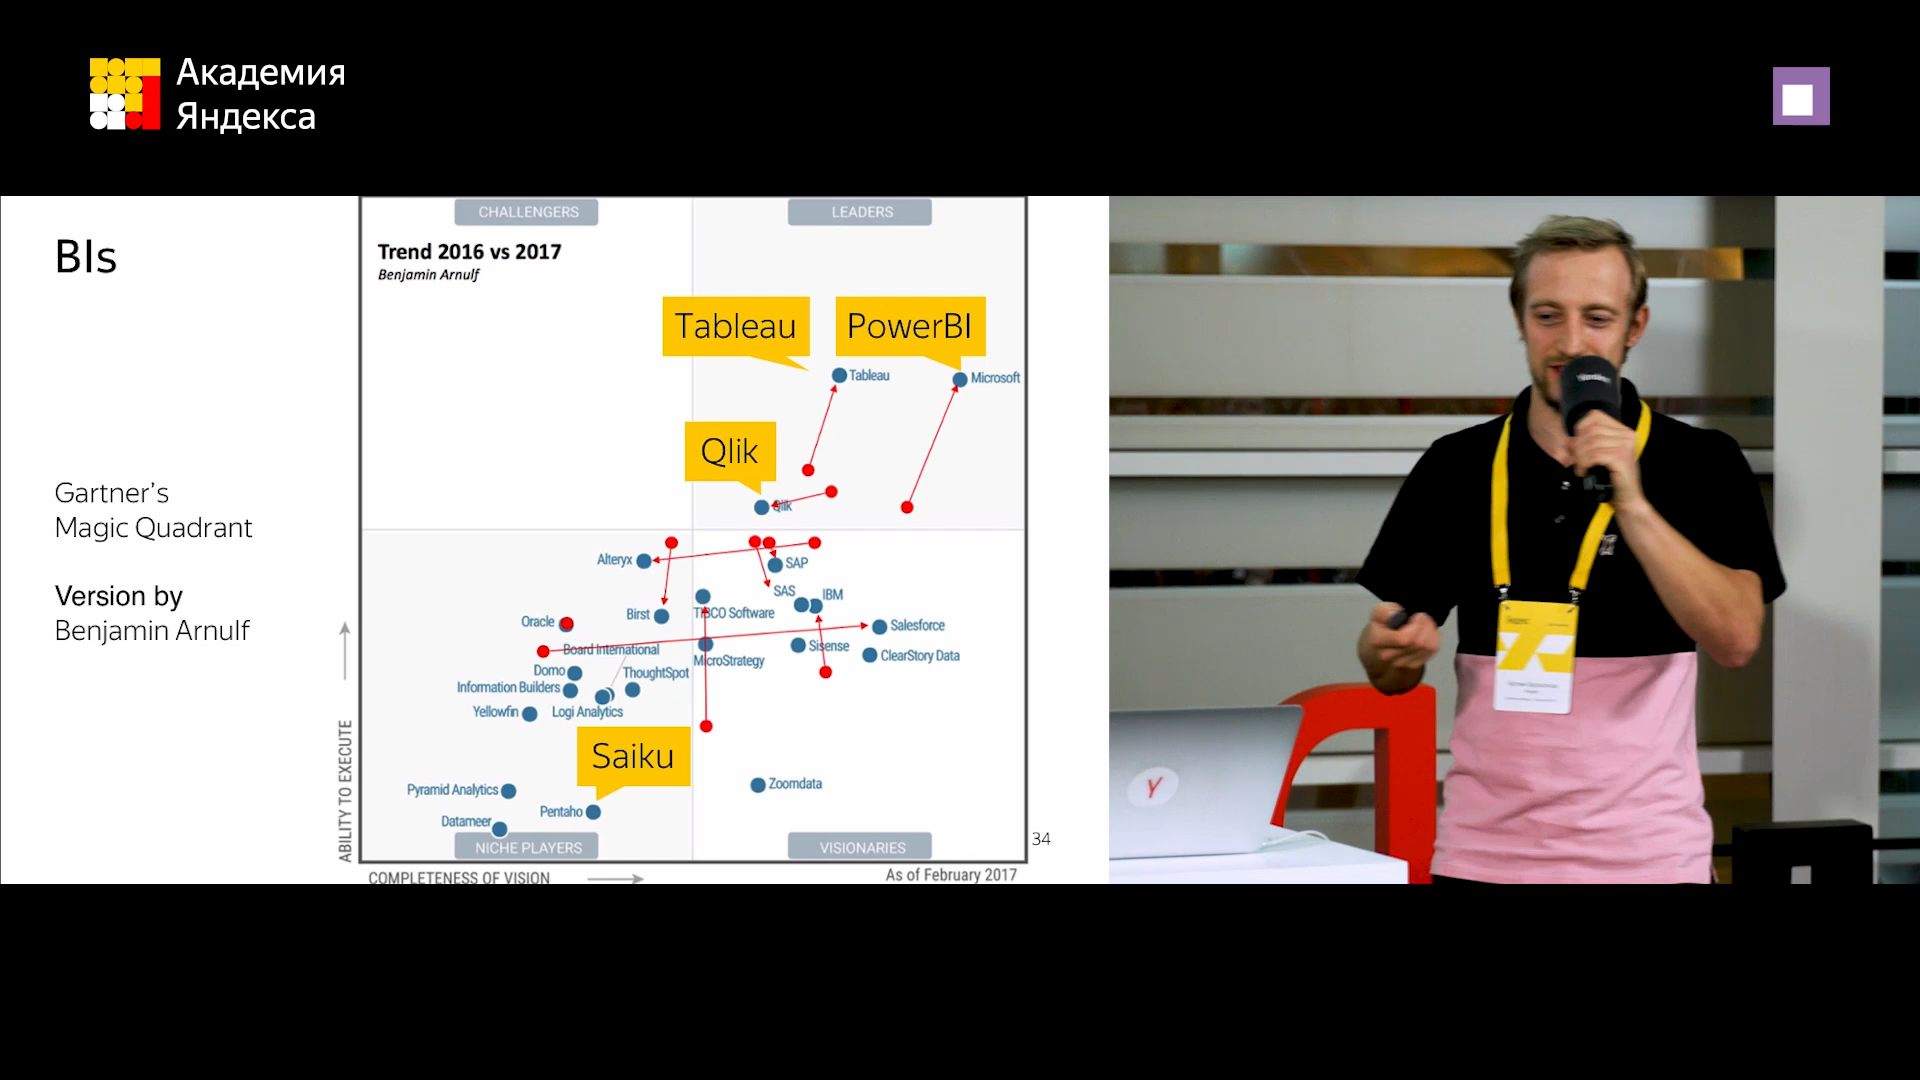 Академия
Яндекса
BIs
Gartner’s
Magic Quadrant
Version by
Benjamin Arnulf
CHALLENGERS
LEADERS
Trend 2016 vs 2017
Benjamin Arnulf
Tableau
PowerBI
Tableau
Microsoft
Qlik
Qlik
Alteryx
SAP
SAS
IBM
Birst
TIBCO Software
Oracle
Salesforce
Board International
Sisense
MicroStrategy
ClearStory Data
Domo
ThoughtSpot
Information Builders
Yellowfin
Logi Analytics
Saiku
Zoomdata
Pyramid Analytics
Pentaho
Datameer
NICHE PLAYERS
VISIONARIES
ABILITY TO EXECUTE
COMPLETENESS OF VISION
As of February 2017
34
Y